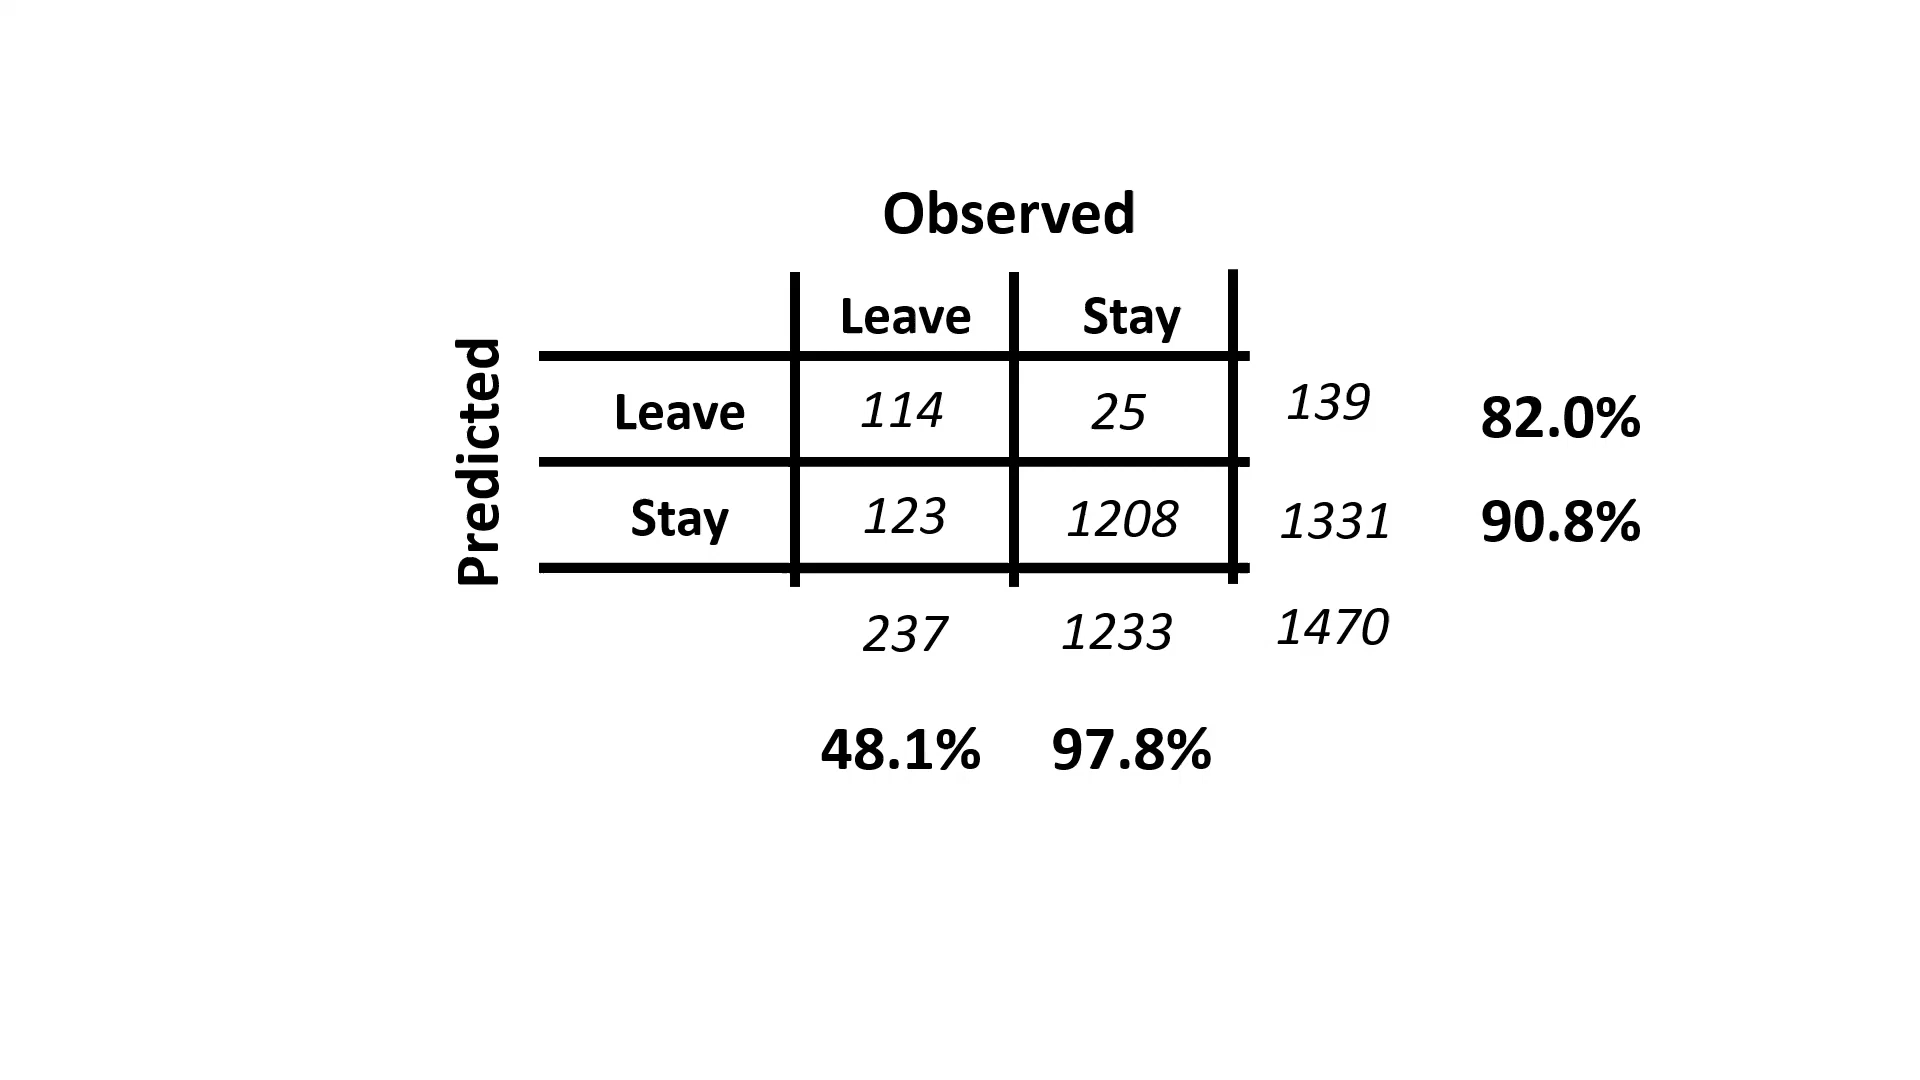 Observed
Predicted
Leave Stay
Leave 114 25 139 82.0%
Stay 123 1208 1331 90.8%
237 1233 1470
48.1% 97.8%